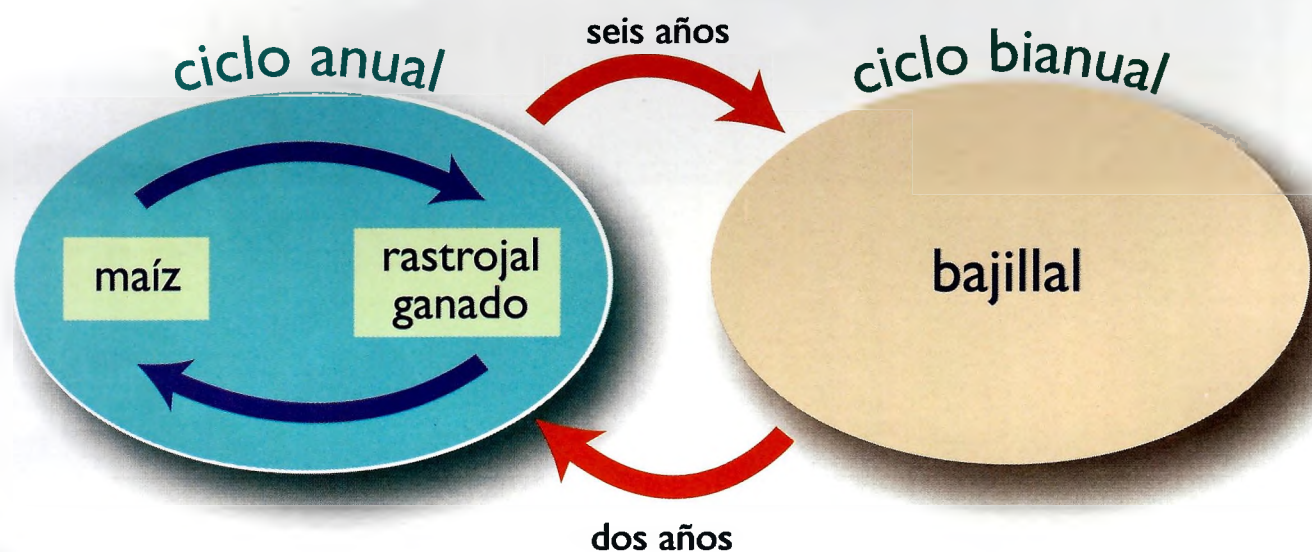 seis años
ciclo anual
ciclo bianual
maíz
rastrojal
ganado
bajillal
dos años